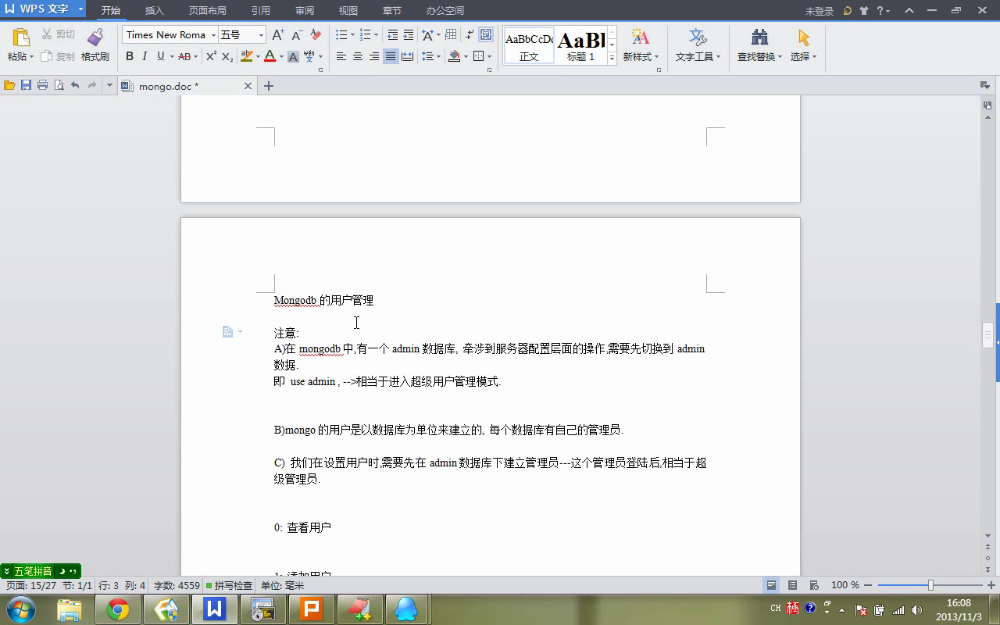 WPS 文字
开始 插入 页面布局 引用 审阅 视图 章节 办公空间
未登录
粘贴 剪切 复制 格式刷
Times New Roma 五号
AaBbCcDc AaBl
正文 标题 1
新样式 文字工具 查找替换 选择
mongo.doc *
Mongodb 的用户管理
注意:
A)在 mongodb 中,有一个 admin 数据库, 牵涉到服务器配置层面的操作,需要先切换到 admin
数据.
即 use admin , -->相当于进入超级用户管理模式.
B)mongo 的用户是以数据库为单位来建立的, 每个数据库有自己的管理员.
C) 我们在设置用户时,需要先在 admin 数据库下建立管理员---这个管理员登陆后,相当于超
级管理员.
0: 查看用户
1: 添加用户
五笔拼音
页面: 15/27 节: 1/1 行: 3 列: 4 字数: 4559 拼写检查 单位: 毫米
100 %
CH
16:08
2013/11/3